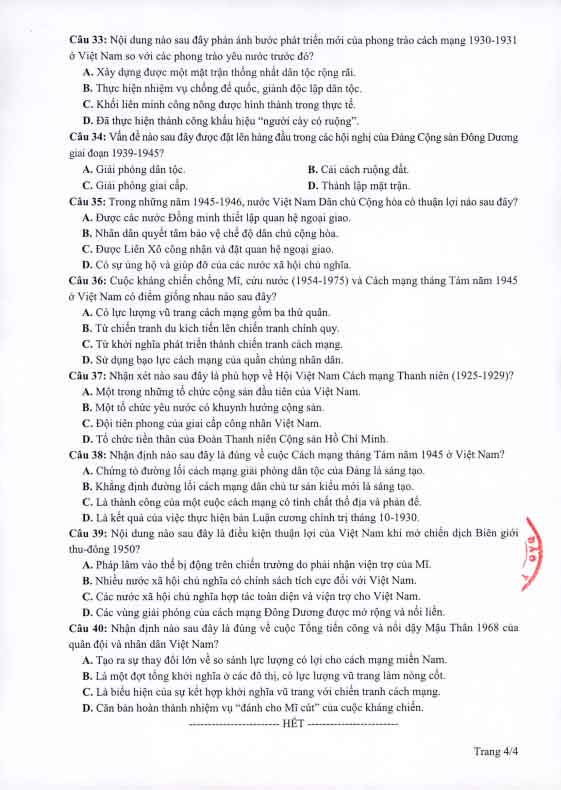 Câu 33: Nội dung nào sau đây phản ánh bước phát triển mới của phong trào cách mạng 1930-1931
ở Việt Nam so với các phong trào yêu nước trước đó?
A. Xây dựng được một mặt trận thống nhất dân tộc rộng rãi.
B. Thực hiện nhiệm vụ chống đế quốc, giành độc lập dân tộc.
C. Khối liên minh công nông được hình thành trong thực tế.
D. Đã thực hiện thành công khẩu hiệu “người cày có ruộng”.
Câu 34: Vấn đề nào sau đây được đặt lên hàng đầu trong các hội nghị của Đảng Cộng sản Đông Dương
giai đoạn 1939-1945?
A. Giải phóng dân tộc. B. Cải cách ruộng đất.
C. Giải phóng giai cấp. D. Thành lập mặt trận.
Câu 35: Trong những năm 1945-1946, nước Việt Nam Dân chủ Cộng hòa có thuận lợi nào sau đây?
A. Được các nước Đồng minh thiết lập quan hệ ngoại giao.
B. Nhân dân quyết tâm bảo vệ chế độ dân chủ cộng hòa.
C. Được Liên Xô công nhận và đặt quan hệ ngoại giao.
D. Có sự ủng hộ và giúp đỡ của các nước xã hội chủ nghĩa.
Câu 36: Cuộc kháng chiến chống Mĩ, cứu nước (1954-1975) và Cách mạng tháng Tám năm 1945
ở Việt Nam có điểm giống nhau nào sau đây?
A. Có lực lượng vũ trang cách mạng gồm ba thứ quân.
B. Từ chiến tranh du kích tiến lên chiến tranh chính quy.
C. Từ khởi nghĩa phát triển thành chiến tranh cách mạng.
D. Sử dụng bạo lực cách mạng của quần chúng nhân dân.
Câu 37: Nhận xét nào sau đây là phù hợp về Hội Việt Nam Cách mạng Thanh niên (1925-1929)?
A. Một trong những tổ chức cộng sản đầu tiên của Việt Nam.
B. Một tổ chức yêu nước có khuynh hướng cộng sản.
C. Đội tiên phong của giai cấp công nhân Việt Nam.
D. Tổ chức tiền thân của Đoàn Thanh niên Cộng sản Hồ Chí Minh.
Câu 38: Nhận định nào sau đây là đúng về cuộc Cách mạng tháng Tám năm 1945 ở Việt Nam?
A. Chứng tỏ đường lối cách mạng giải phóng dân tộc của Đảng là sáng tạo.
B. Khẳng định đường lối cách mạng dân chủ tư sản kiểu mới là sáng tạo.
C. Là thành công của một cuộc cách mạng có tính chất thổ địa và phản đế.
D. Là kết quả của việc thực hiện bản Luận cương chính trị tháng 10-1930.
Câu 39: Nội dung nào sau đây là điều kiện thuận lợi của Việt Nam khi mở chiến dịch Biên giới
thu-đông 1950?
A. Pháp lâm vào thế bị động trên chiến trường do phải nhận viện trợ của Mĩ.
B. Nhiều nước xã hội chủ nghĩa có chính sách tích cực đối với Việt Nam.
C. Các nước xã hội chủ nghĩa hợp tác toàn diện và viện trợ cho Việt Nam.
D. Các vùng giải phóng của cách mạng Đông Dương được mở rộng và nối liền.
Câu 40: Nhận định nào sau đây là đúng về cuộc Tổng tiến công và nổi dậy Mậu Thân 1968 của
quân đội và nhân dân Việt Nam?
A. Tạo ra sự thay đổi lớn về so sánh lực lượng có lợi cho cách mạng miền Nam.
B. Là một đợt tổng khởi nghĩa ở các đô thị, có lực lượng vũ trang làm nòng cốt.
C. Là biểu hiện của sự kết hợp khởi nghĩa vũ trang với chiến tranh cách mạng.
D. Căn bản hoàn thành nhiệm vụ “đánh cho Mĩ cút” của cuộc kháng chiến.
------------------------ HẾT ------------------------
Trang 4/4